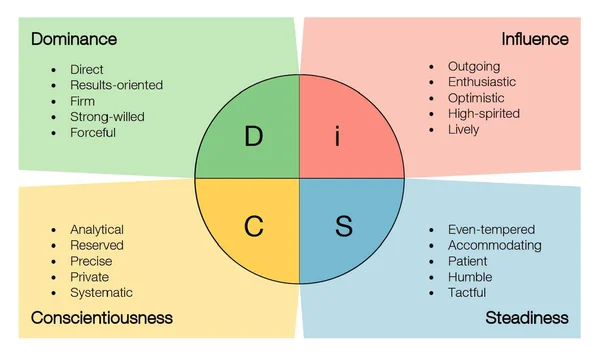 Dominance
• Direct
• Results-oriented
• Firm
• Strong-willed
• Forceful
Influence
• Outgoing
• Enthusiastic
• Optimistic
• High-spirited
• Lively
D
i
C
S
• Analytical
• Reserved
• Precise
• Private
• Systematic
Conscientiousness
• Even-tempered
• Accommodating
• Patient
• Humble
• Tactful
Steadiness